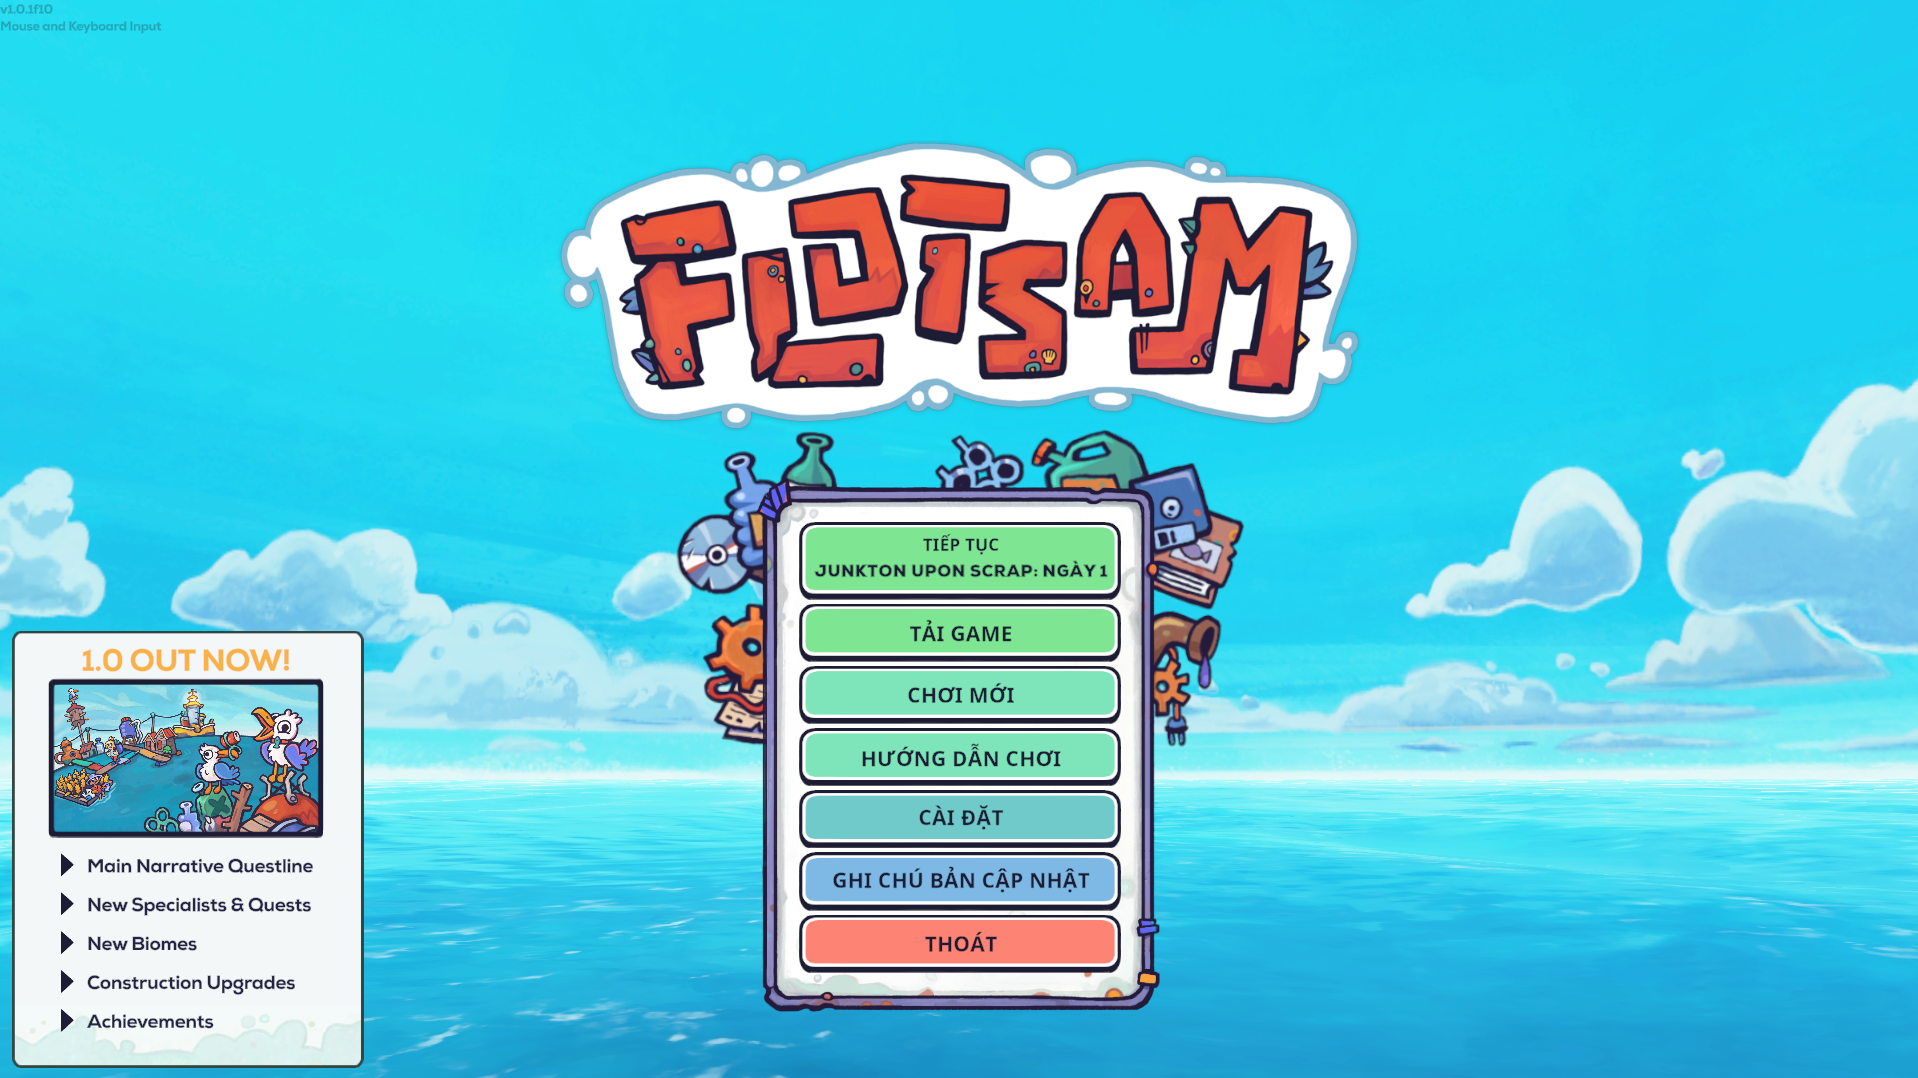 v1.0.1f10
Mouse and Keyboard Input
FLOTSAM
TIẾP TỤC
JUNKTON UPON SCRAP: NGÀY 1
TẢI GAME
CHƠI MỚI
HƯỚNG DẪN CHƠI
CÀI ĐẶT
GHI CHÚ BẢN CẬP NHẬT
THOÁT
1.0 OUT NOW!
Main Narrative Questline
New Specialists & Quests
New Biomes
Construction Upgrades
Achievements